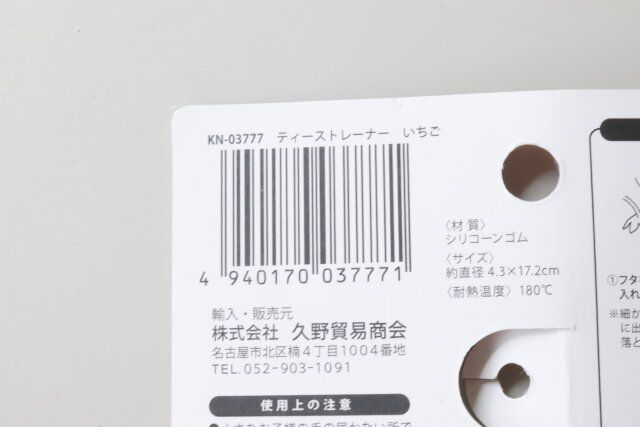 KN-03777 ティーストレーナー いちご
4 940170 037771
〈材 質〉
シリコーンゴム
〈サイズ〉
約直径 4.3×17.2cm
〈耐熱温度〉180℃
輸入・販売元
株式会社 久野貿易商会
名古屋市北区楠4丁目1004番地
TEL.052-903-1091
使用上の注意
①フタ
入れ
※細か
に出
落と